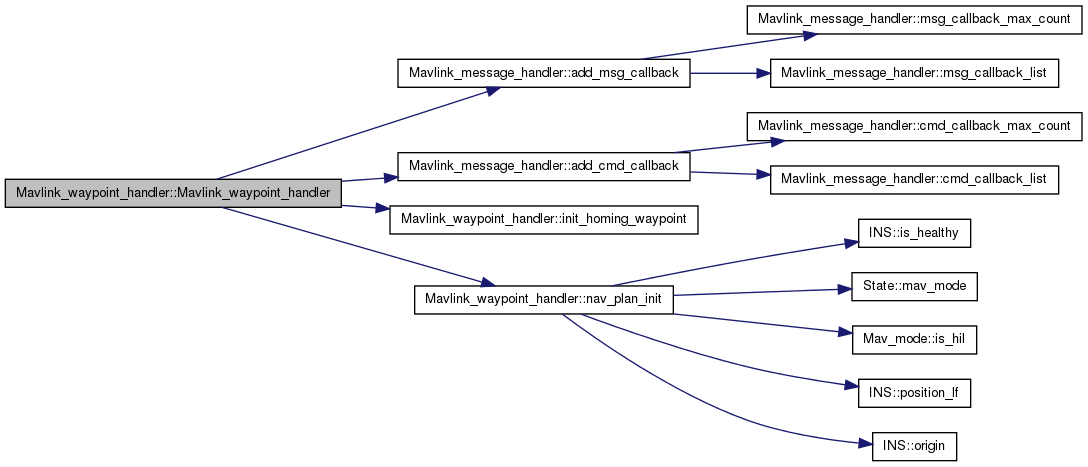 Mavlink_waypoint_handler::Mavlink_waypoint_handler
Mavlink_message_handler::add_msg_callback
Mavlink_message_handler::msg_callback_max_count
Mavlink_message_handler::msg_callback_list
Mavlink_message_handler::add_cmd_callback
Mavlink_message_handler::cmd_callback_max_count
Mavlink_message_handler::cmd_callback_list
Mavlink_waypoint_handler::init_homing_waypoint
Mavlink_waypoint_handler::nav_plan_init
INS::is_healthy
State::mav_mode
Mav_mode::is_hil
INS::position_lf
INS::origin